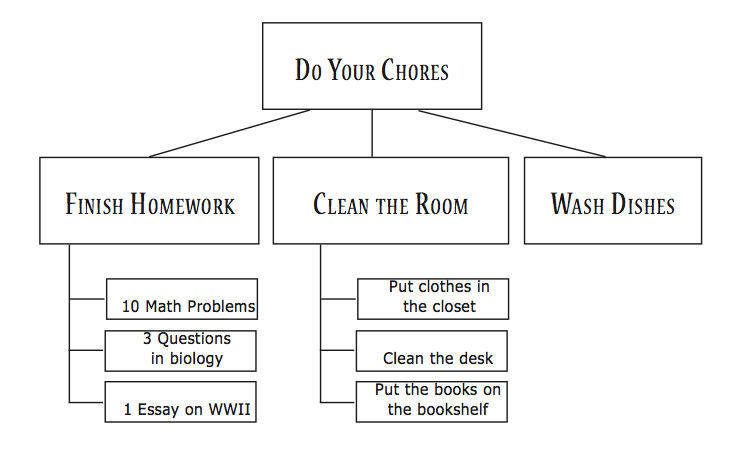 Do Your Chores
Finish Homework
Clean the Room
Wash Dishes
10 Math Problems
3 Questions
in biology
1 Essay on WWII
Put clothes in
the closet
Clean the desk
Put the books on
the bookshelf